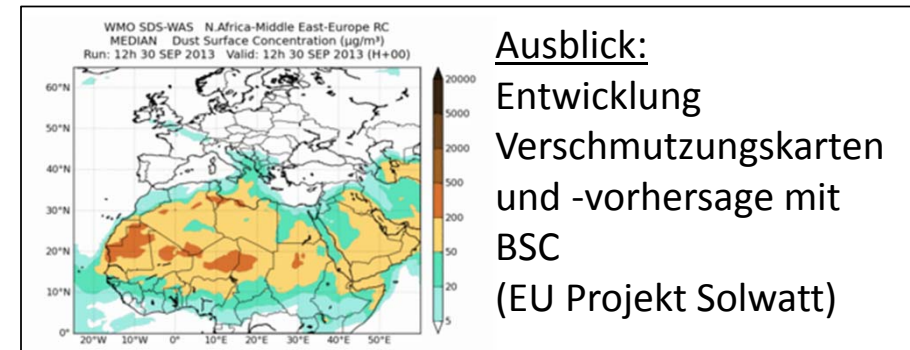 WMO SDS-WAS N.Africa-Middle East-Europe RC
MEDIAN Dust Surface Concentration (µg/m³)
Run: 12h 30 SEP 2013 Valid: 12h 30 SEP 2013 (H+00)
60°N
50°N
40°N
30°N
20°N
10°N
0°
20°W 10°W 0° 10°E 20°E 30°E 40°E 50°E
20000
5000
2000
500
200
50
20
5
Ausblick:
Entwicklung
Verschmutzungskarten
und -vorhersage mit
BSC
(EU Projekt Solwatt)